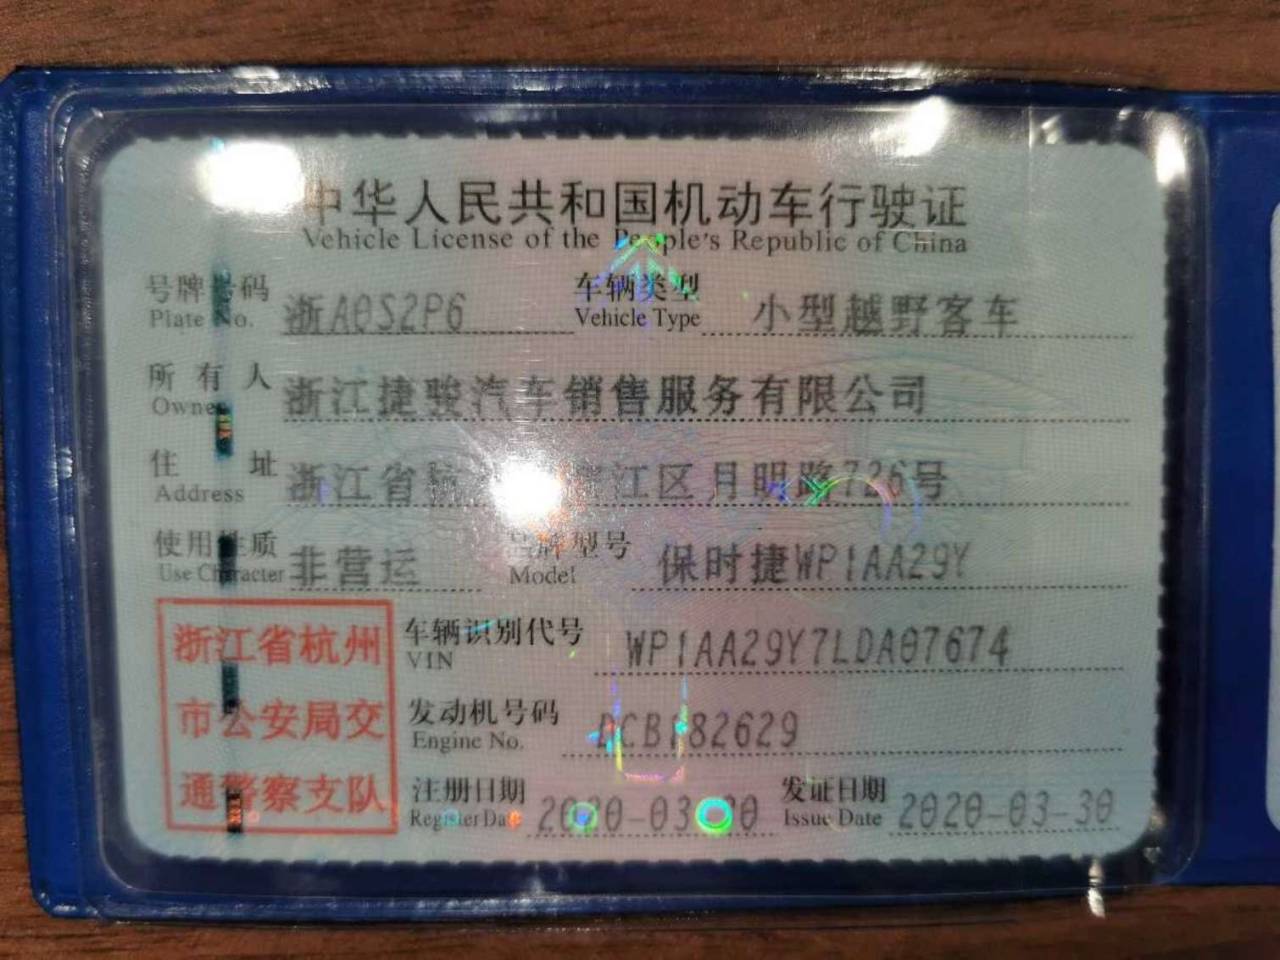 中华人民共和国机动车行驶证
Vehicle License of the People's Republic of China
号牌号码 浙A0S2P6 车辆类型 小型越野客车
Plate No. Vehicle Type
所有人 浙江捷骏汽车销售服务有限公司
Owner
住址 浙江省杭 江区月明路726号
Address
使用性质 非营运 品牌型号 保时捷WP1AA29Y
Use Character Model
浙江省杭州
市公安局交
通警察支队
车辆识别代号 WP1AA29Y7LDA07674
VIN
发动机号码 DCB182629
Engine No.
注册日期 2020-03-30 发证日期 2020-03-30
Register Date Issue Date